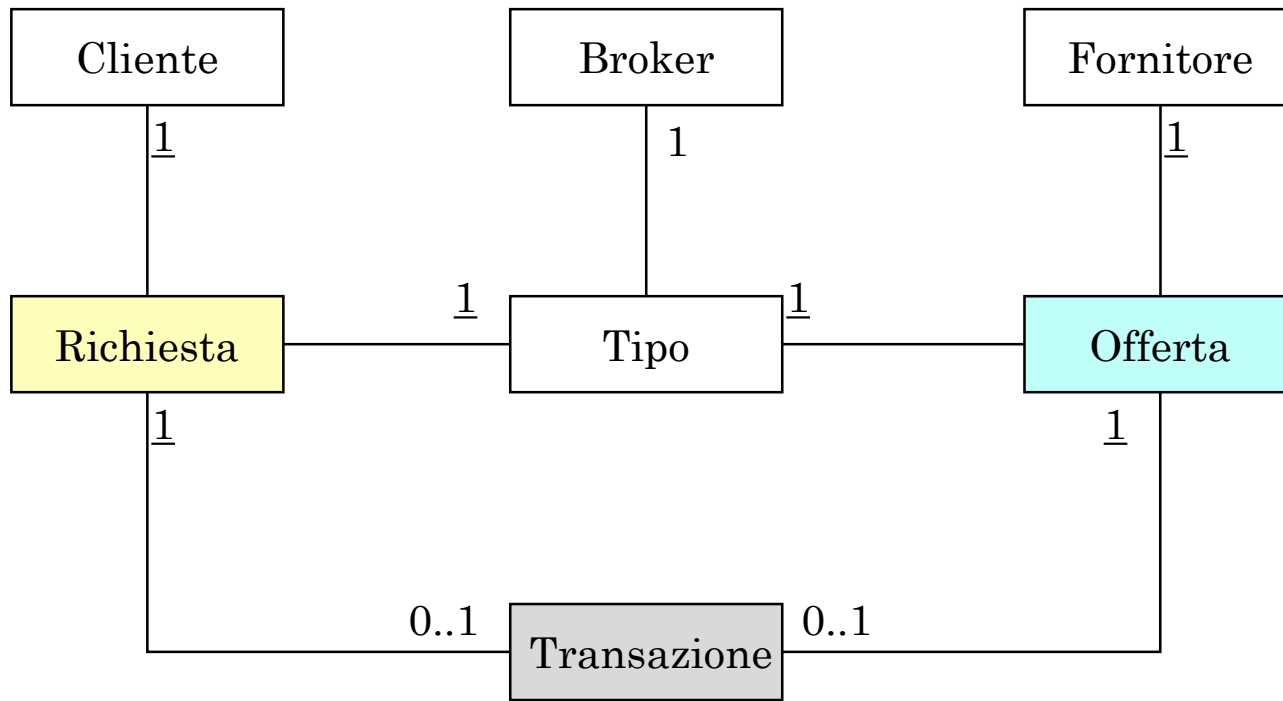 Cliente
Broker
Fornitore
1
1
1
1
1
Richiesta
Tipo
Offerta
1
1
0..1
0..1
Transazione